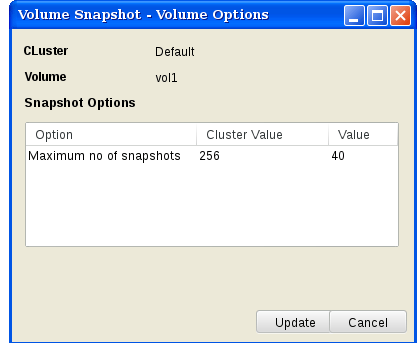 Volume Snapshot - Volume Options
CLuster Default
Volume vol1
Snapshot Options
Option Cluster Value Value
Maximum no of snapshots 256 40
Update Cancel